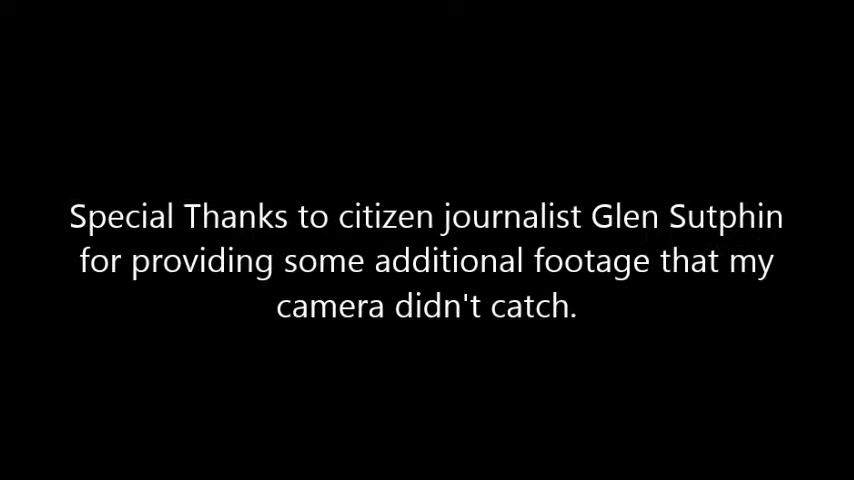 Special Thanks to citizen journalist Glen Sutphin
for providing some additional footage that my
camera didn't catch.